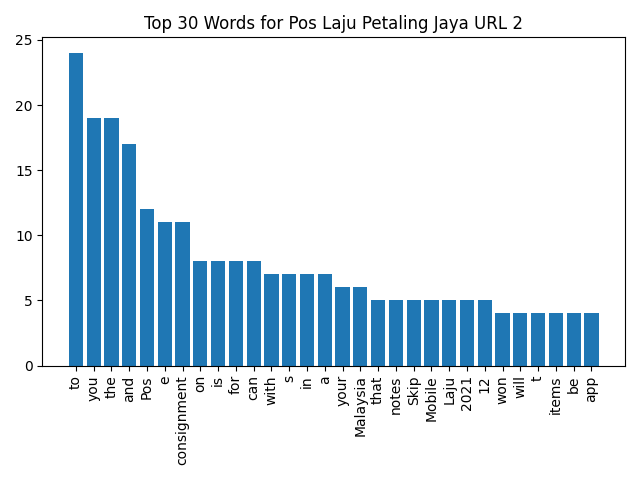 Top 30 Words for Pos Laju Petaling Jaya URL 2
25
20
15
10
5
0
to
you
the
and
Pos
e
consignment
on
is
for
can
with
s
in
a
your
Malaysia
that
notes
Skip
Mobile
Laju
2021
12
won
will
t
items
be
app